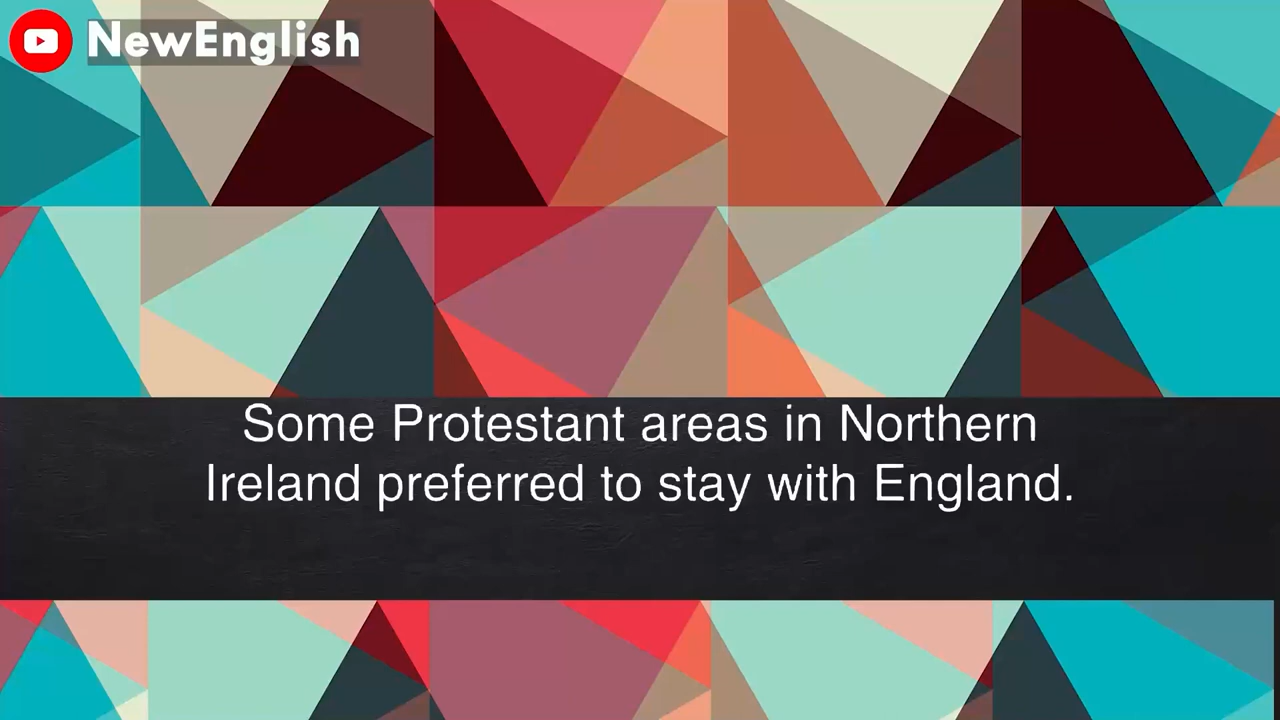 NewEnglish
Some Protestant areas in Northern
Ireland preferred to stay with England.